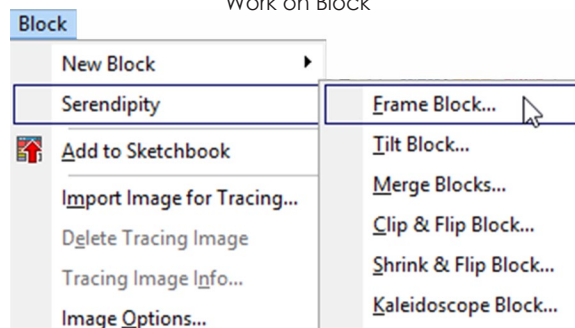 Work on Block
Block
New Block
Serendipity
Add to Sketchbook
Import Image for Tracing...
Delete Tracing Image
Tracing Image Info...
Image Options...
Frame Block...
Tilt Block...
Merge Blocks...
Clip & Flip Block...
Shrink & Flip Block...
Kaleidoscope Block...